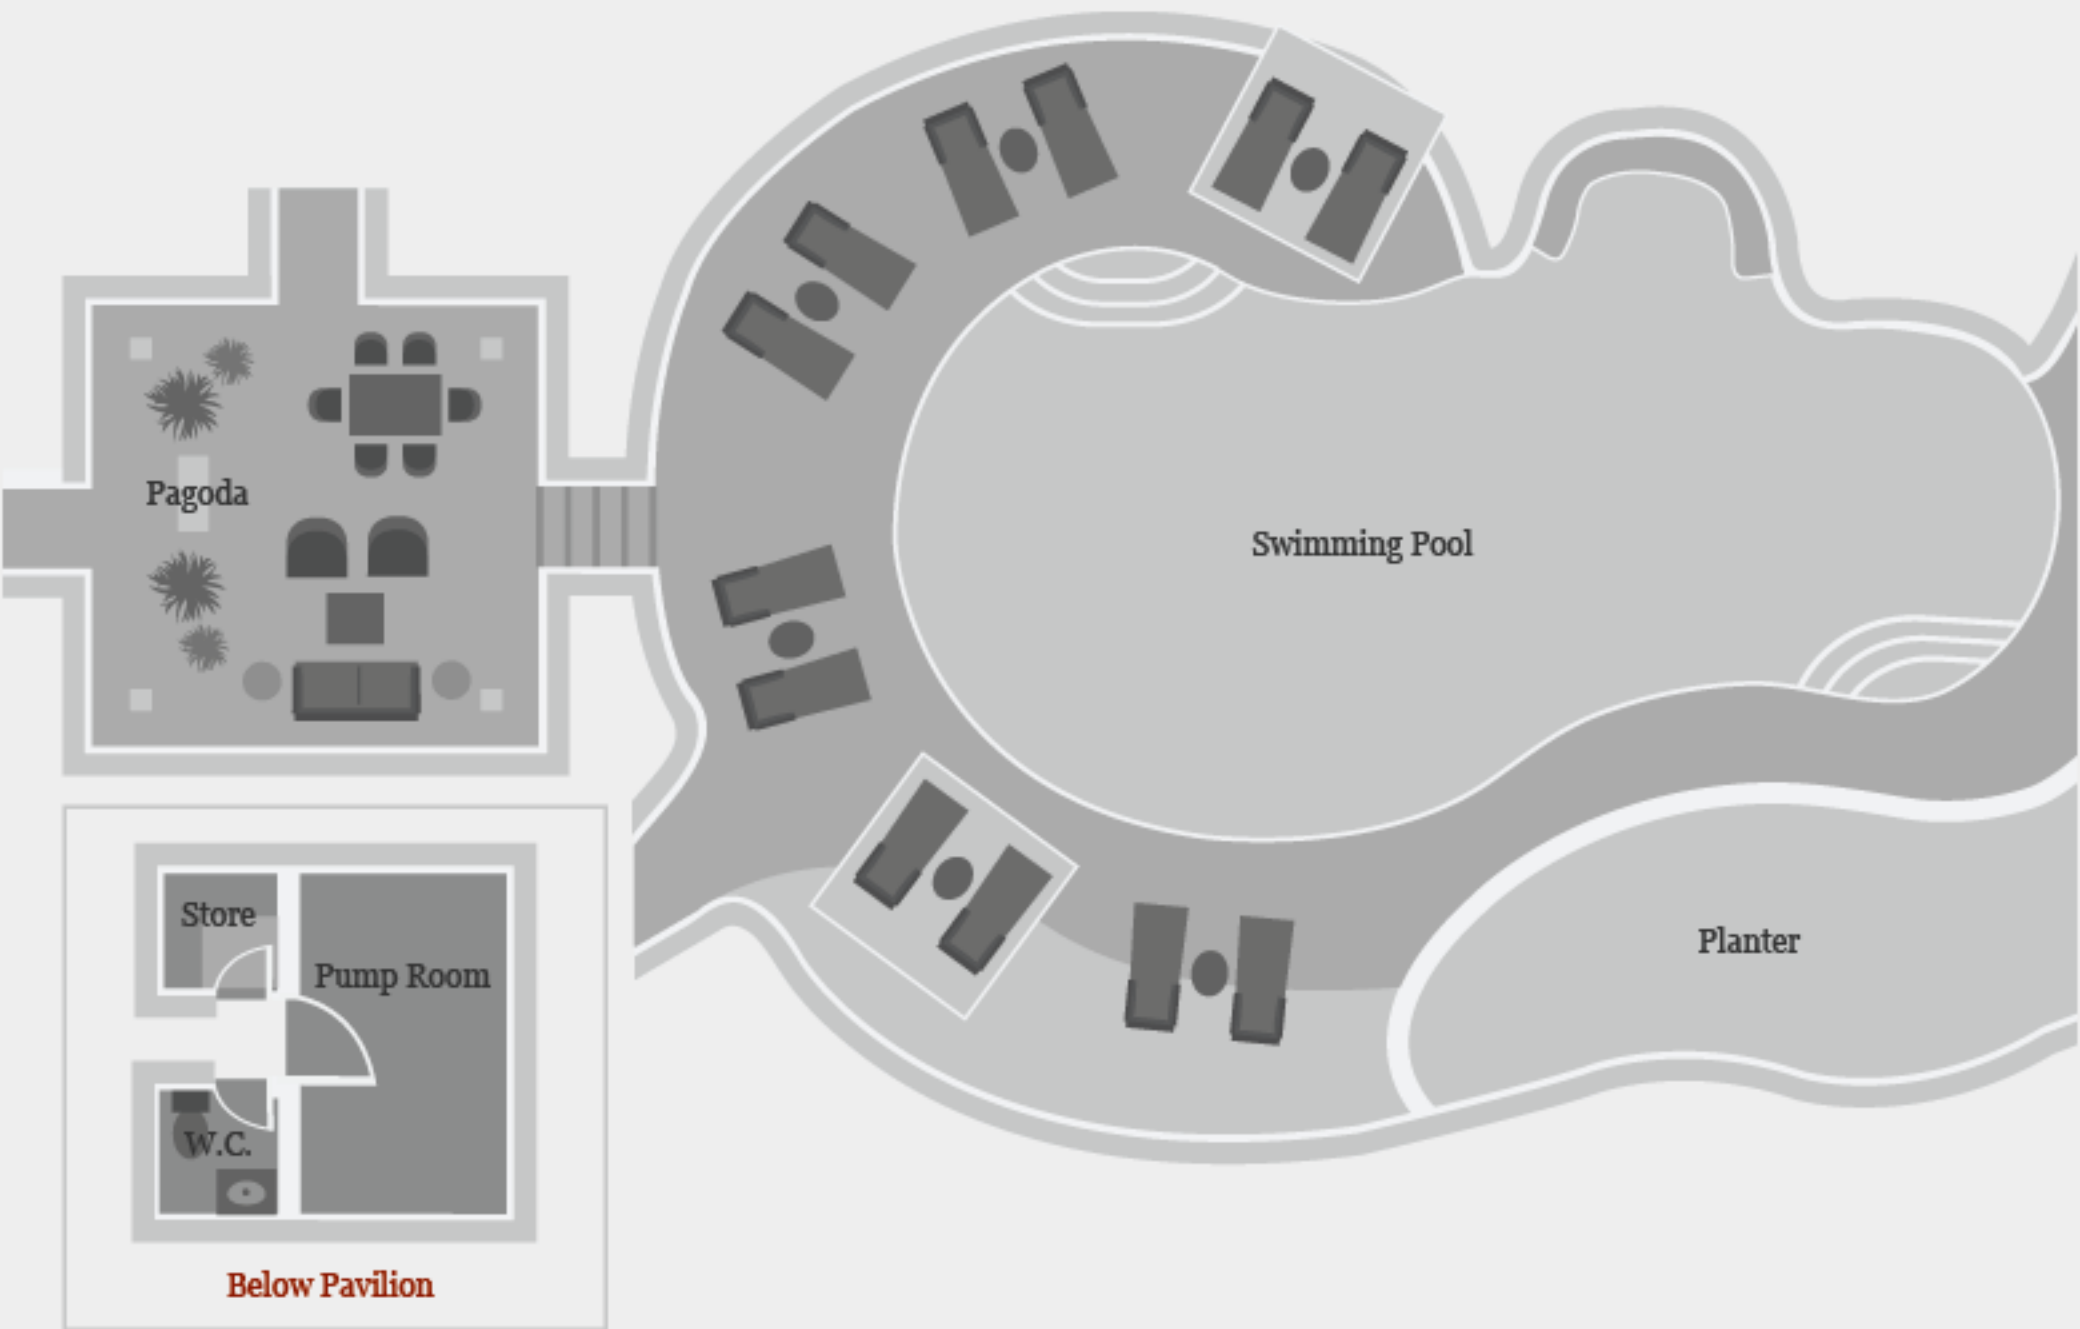 Pagoda
Swimming Pool
Store
Pump Room
Planter
W.C.
Below Pavilion